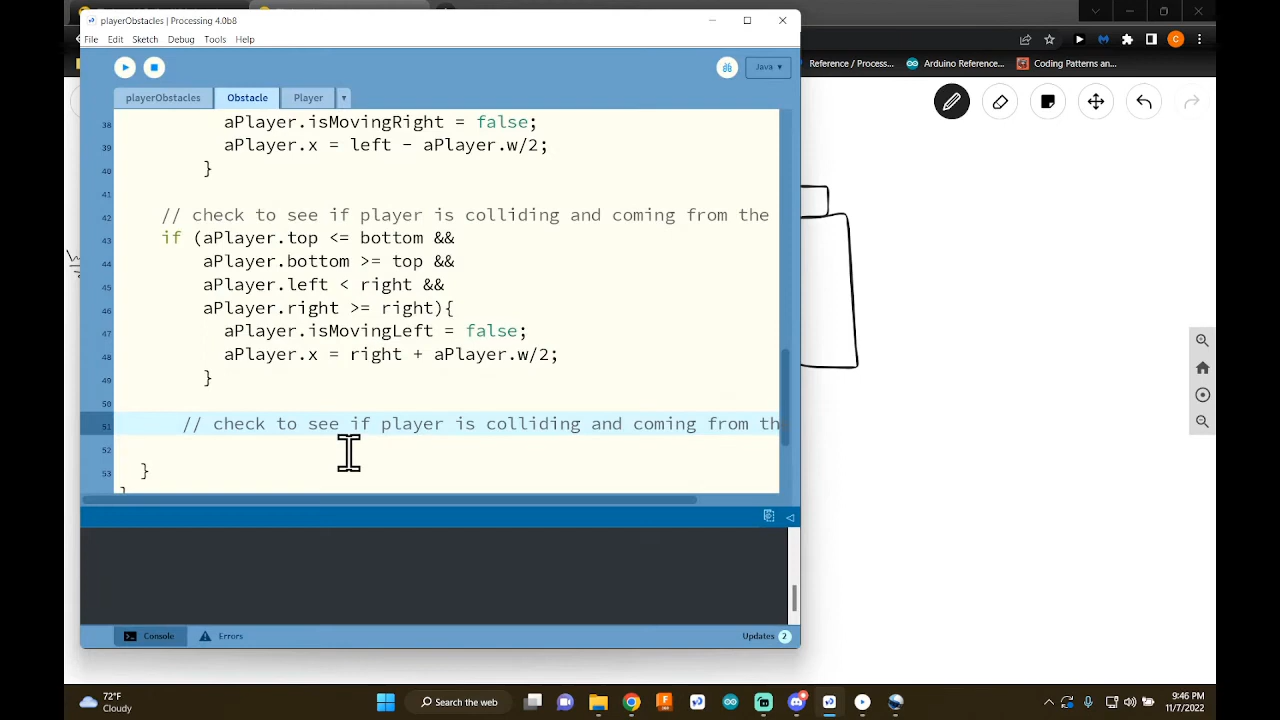 playerObstacles | Processing 4.0b8
File Edit Sketch Debug Tools Help
Reference / Process... Arduino Reference... Coding Patterns an...
C
Java ▾
playerObstacles Obstacle Player ▾
38 aPlayer.isMovingRight = false;
39 aPlayer.x = left - aPlayer.w/2;
40 }
41
42 // check to see if player is colliding and coming from the
43 if (aPlayer.top <= bottom &&
44 aPlayer.bottom >= top &&
45 aPlayer.left < right &&
46 aPlayer.right >= right){
47 aPlayer.isMovingLeft = false;
48 aPlayer.x = right + aPlayer.w/2;
49 }
50
51 // check to see if player is colliding and coming from th
52
53 }
}
Console Errors Updates 2
72°F
Cloudy
Search the web
9:46 PM
11/7/2022